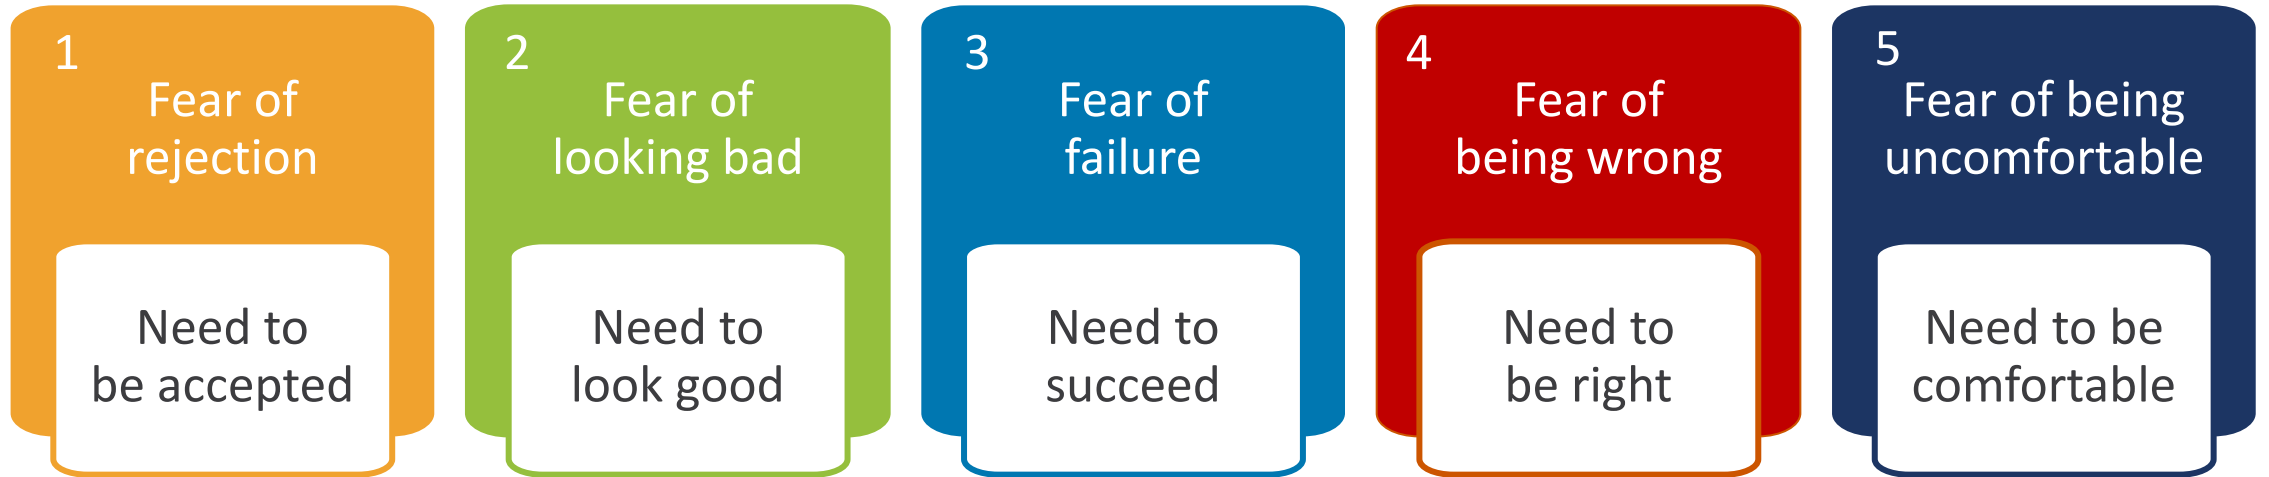 1
Fear of
rejection
Need to
be accepted
2
Fear of
looking bad
Need to
look good
3
Fear of
failure
Need to
succeed
4
Fear of
being wrong
Need to
be right
5
Fear of being
uncomfortable
Need to be
comfortable